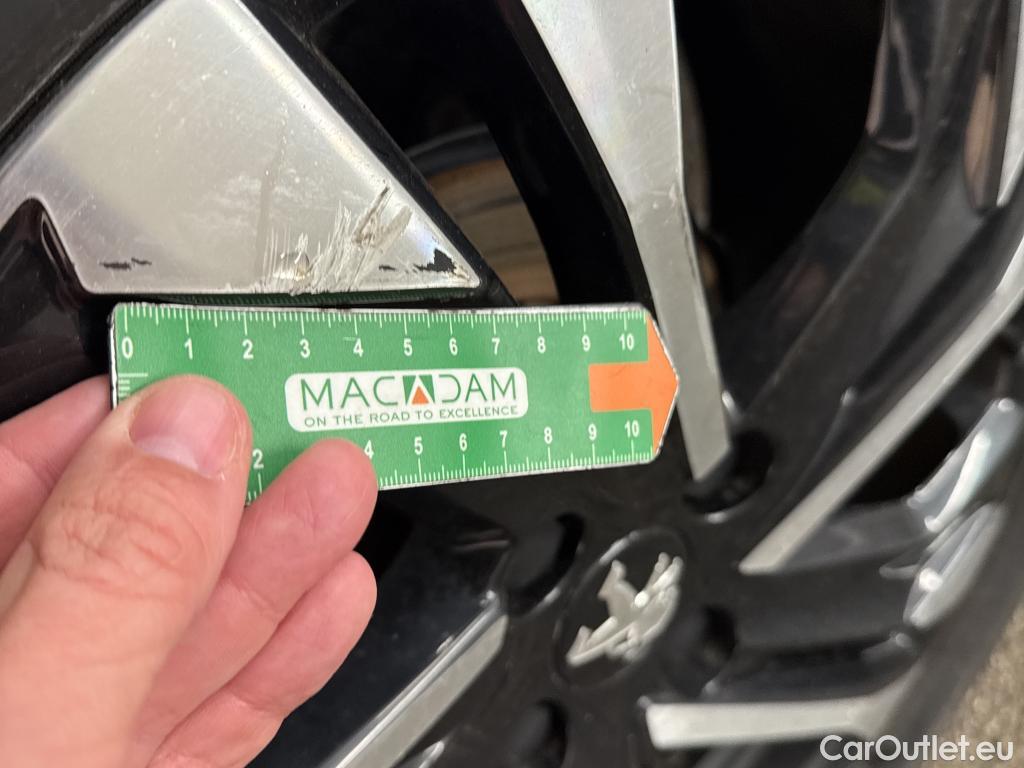 0 1 2 3 4 5 6 7 8 9 10
MACADAM
ON THE ROAD TO EXCELLENCE
2 4 5 6 7 8 9 10
CarOutlet.eu